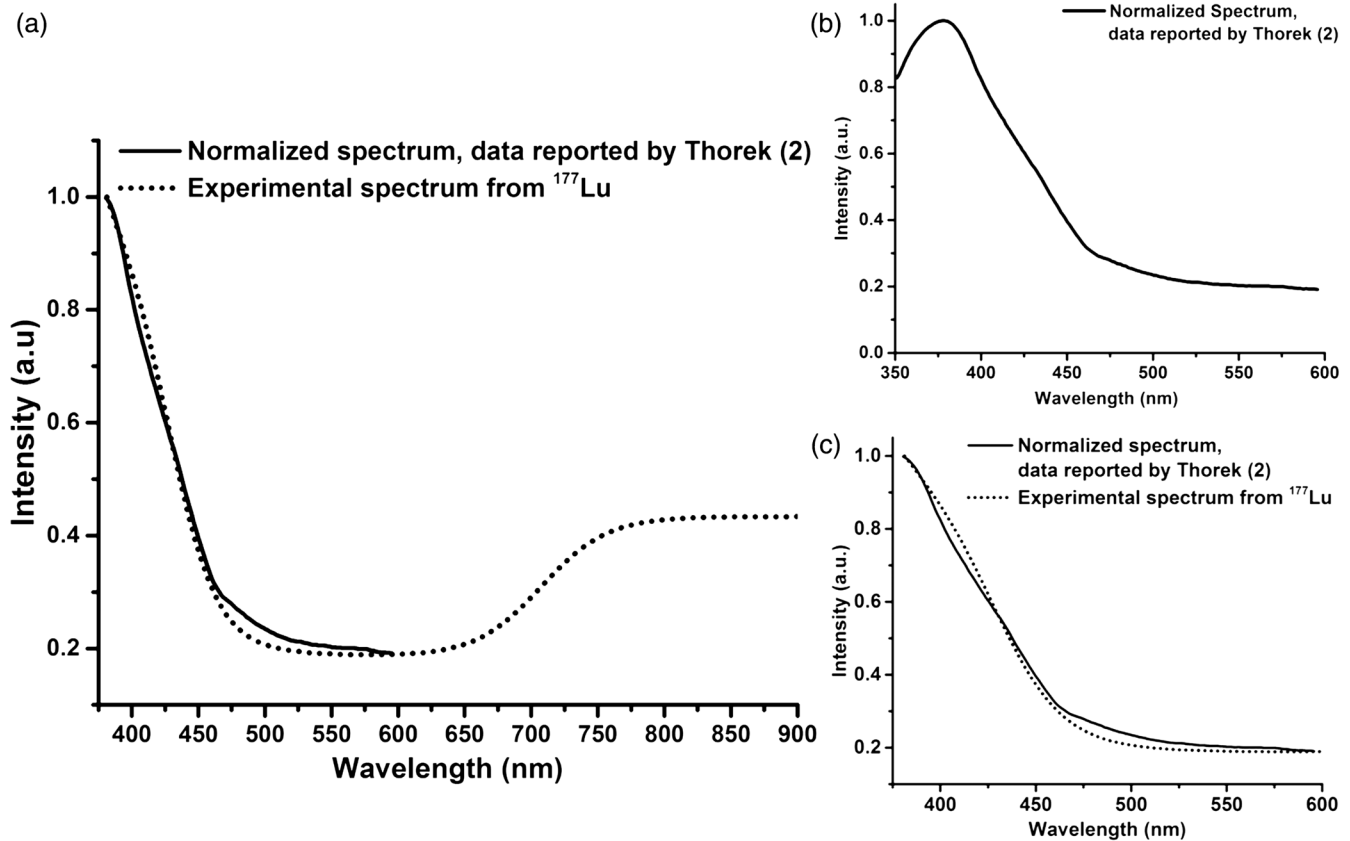 (a)
Normalized spectrum, data reported by Thorek (2)
Experimental spectrum from ¹⁷⁷Lu
1.0
0.8
0.6
0.4
0.2
Intensity (a.u)
400 450 500 550 600 650 700 750 800 850 900
Wavelength (nm)
(b)
Normalized Spectrum,
data reported by Thorek (2)
1.0
0.8
0.6
0.4
0.2
0.0
Intensity (a.u.)
350 400 450 500 550 600
Wavelength (nm)
(c)
Normalized spectrum,
data reported by Thorek (2)
Experimental spectrum from ¹⁷⁷Lu
1.0
0.8
0.6
0.4
0.2
Intensity (a.u.)
400 450 500 550 600
Wavelength (nm)